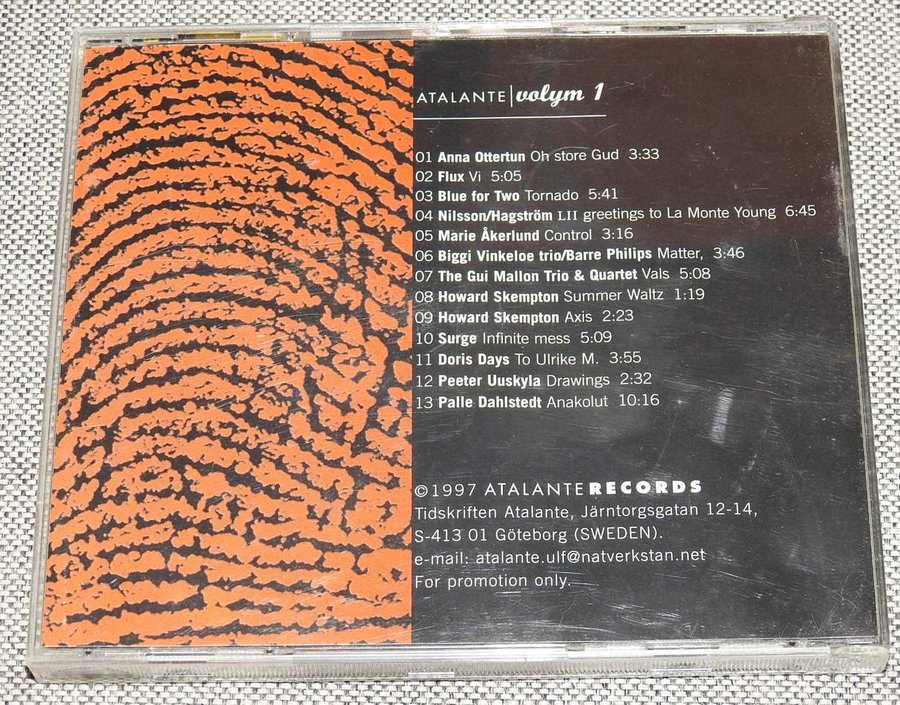 ATALANTE|volym 1
01 Anna Ottertun Oh store Gud 3:33
02 Flux Vi 5:05
03 Blue for Two Tornado 5:41
04 Nilsson/Hagström LII greetings to La Monte Young 6:45
05 Marie Åkerlund Control 3:16
06 Biggi Vinkeloe trio/Barre Philips Matter, 3:46
07 The Gui Mallon Trio & Quartet Vals 5:08
08 Howard Skempton Summer Waltz 1:19
09 Howard Skempton Axis 2:23
10 Surge Infinite mess 5:09
11 Doris Days To Ulrike M. 3:55
12 Peeter Uuskyla Drawings 2:32
13 Palle Dahlstedt Anakolut 10:16
©1997 ATALANTE RECORDS
Tidskriften Atalante, Järntorgsgatan 12-14,
S-413 01 Göteborg (SWEDEN).
e-mail: atalante.ulf@natverkstan.net
For promotion only.